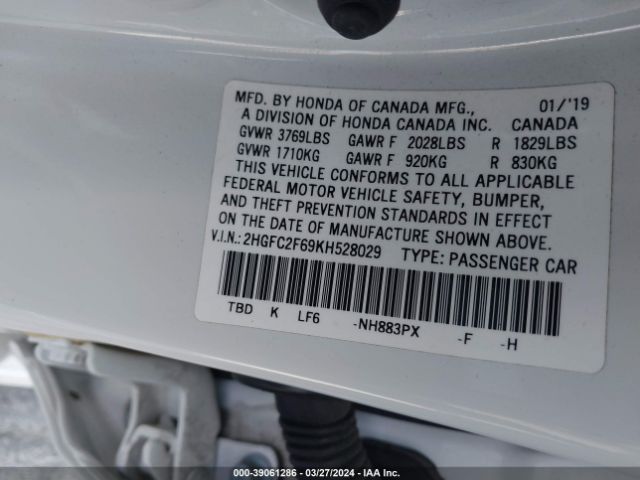 MFD. BY HONDA OF CANADA MFG., 01/'19
A DIVISION OF HONDA CANADA INC. CANADA
GVWR 3769LBS GAWR F 2028LBS R 1829LBS
GVWR 1710KG GAWR F 920KG R 830KG
THIS VEHICLE CONFORMS TO ALL APPLICABLE
FEDERAL MOTOR VEHICLE SAFETY, BUMPER,
AND THEFT PREVENTION STANDARDS IN EFFECT
ON THE DATE OF MANUFACTURE SHOWN ABOVE.
V.I.N.: 2HGFC2F69KH528029 TYPE: PASSENGER CAR
TBD K LF6 -NH883PX -F -H
000-39061286 | 03/27/2024 | IAA Inc.